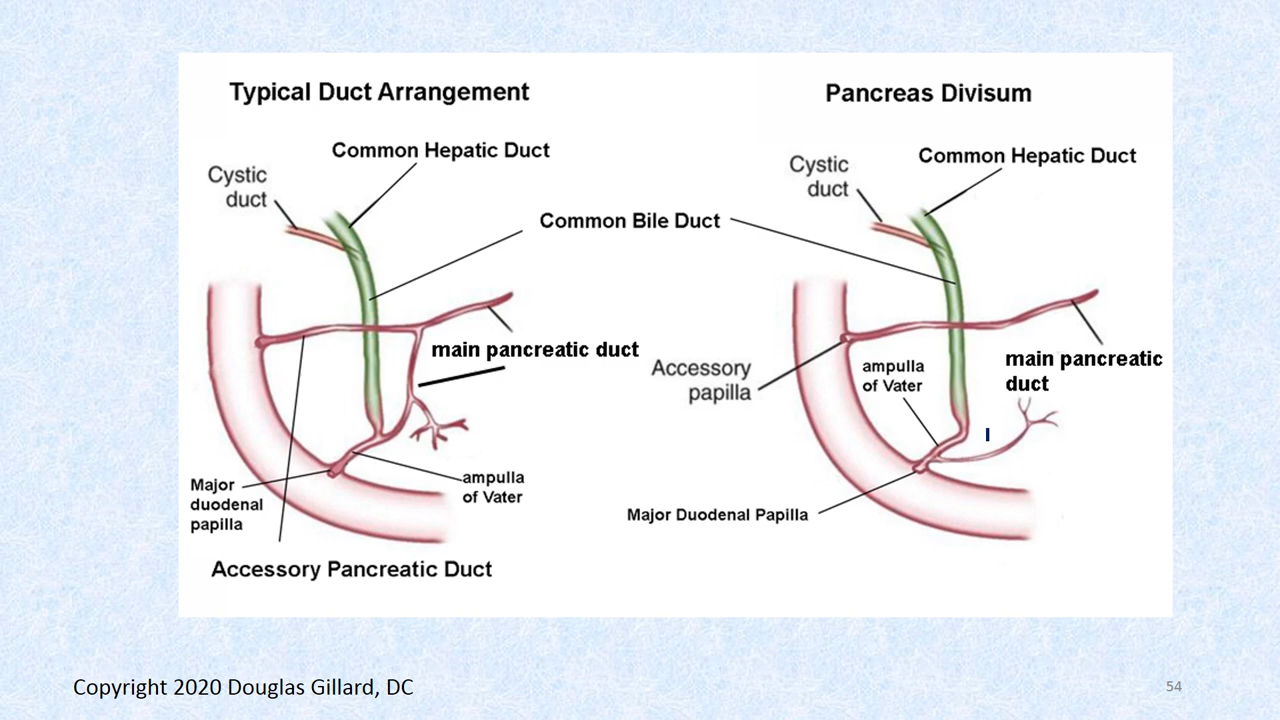 Typical Duct Arrangement
Common Hepatic Duct
Cystic
duct
Common Bile Duct
main pancreatic duct
Major
duodenal
papilla
ampulla
of Vater
Accessory Pancreatic Duct
Pancreas Divisum
Cystic
duct
Common Hepatic Duct
Accessory
papilla
ampulla
of Vater
main pancreatic
duct
I
Major Duodenal Papilla
Copyright 2020 Douglas Gillard, DC
54